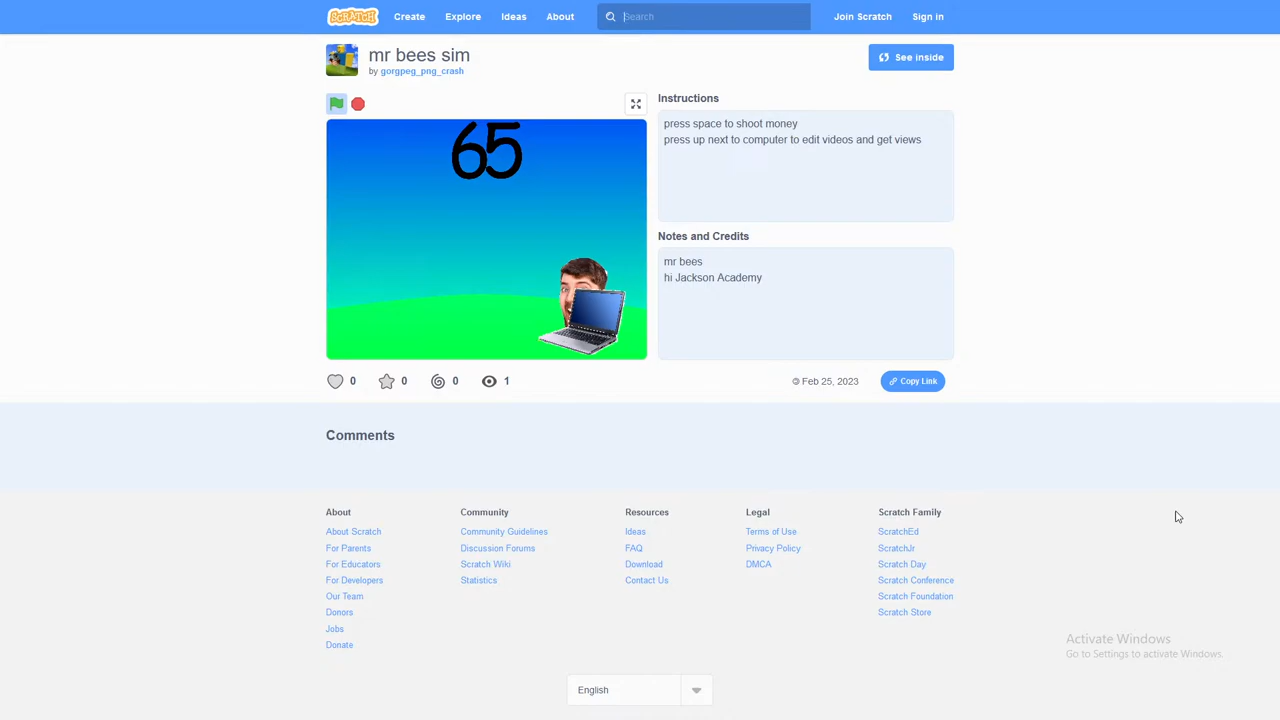 SCRATCH
Create
Explore
Ideas
About
Search
Join Scratch
Sign in
mr bees sim
by gorgpeg_png_crash
See inside
65
Instructions
press space to shoot money
press up next to computer to edit videos and get views
Notes and Credits
mr bees
hi Jackson Academy
0
0
0
1
Feb 25, 2023
Copy Link
Comments
About
About Scratch
For Parents
For Educators
For Developers
Our Team
Donors
Jobs
Donate
Community
Community Guidelines
Discussion Forums
Scratch Wiki
Statistics
Resources
Ideas
FAQ
Download
Contact Us
Legal
Terms of Use
Privacy Policy
DMCA
Scratch Family
ScratchEd
ScratchJr
Scratch Day
Scratch Conference
Scratch Foundation
Scratch Store
Activate Windows
Go to Settings to activate Windows.
English